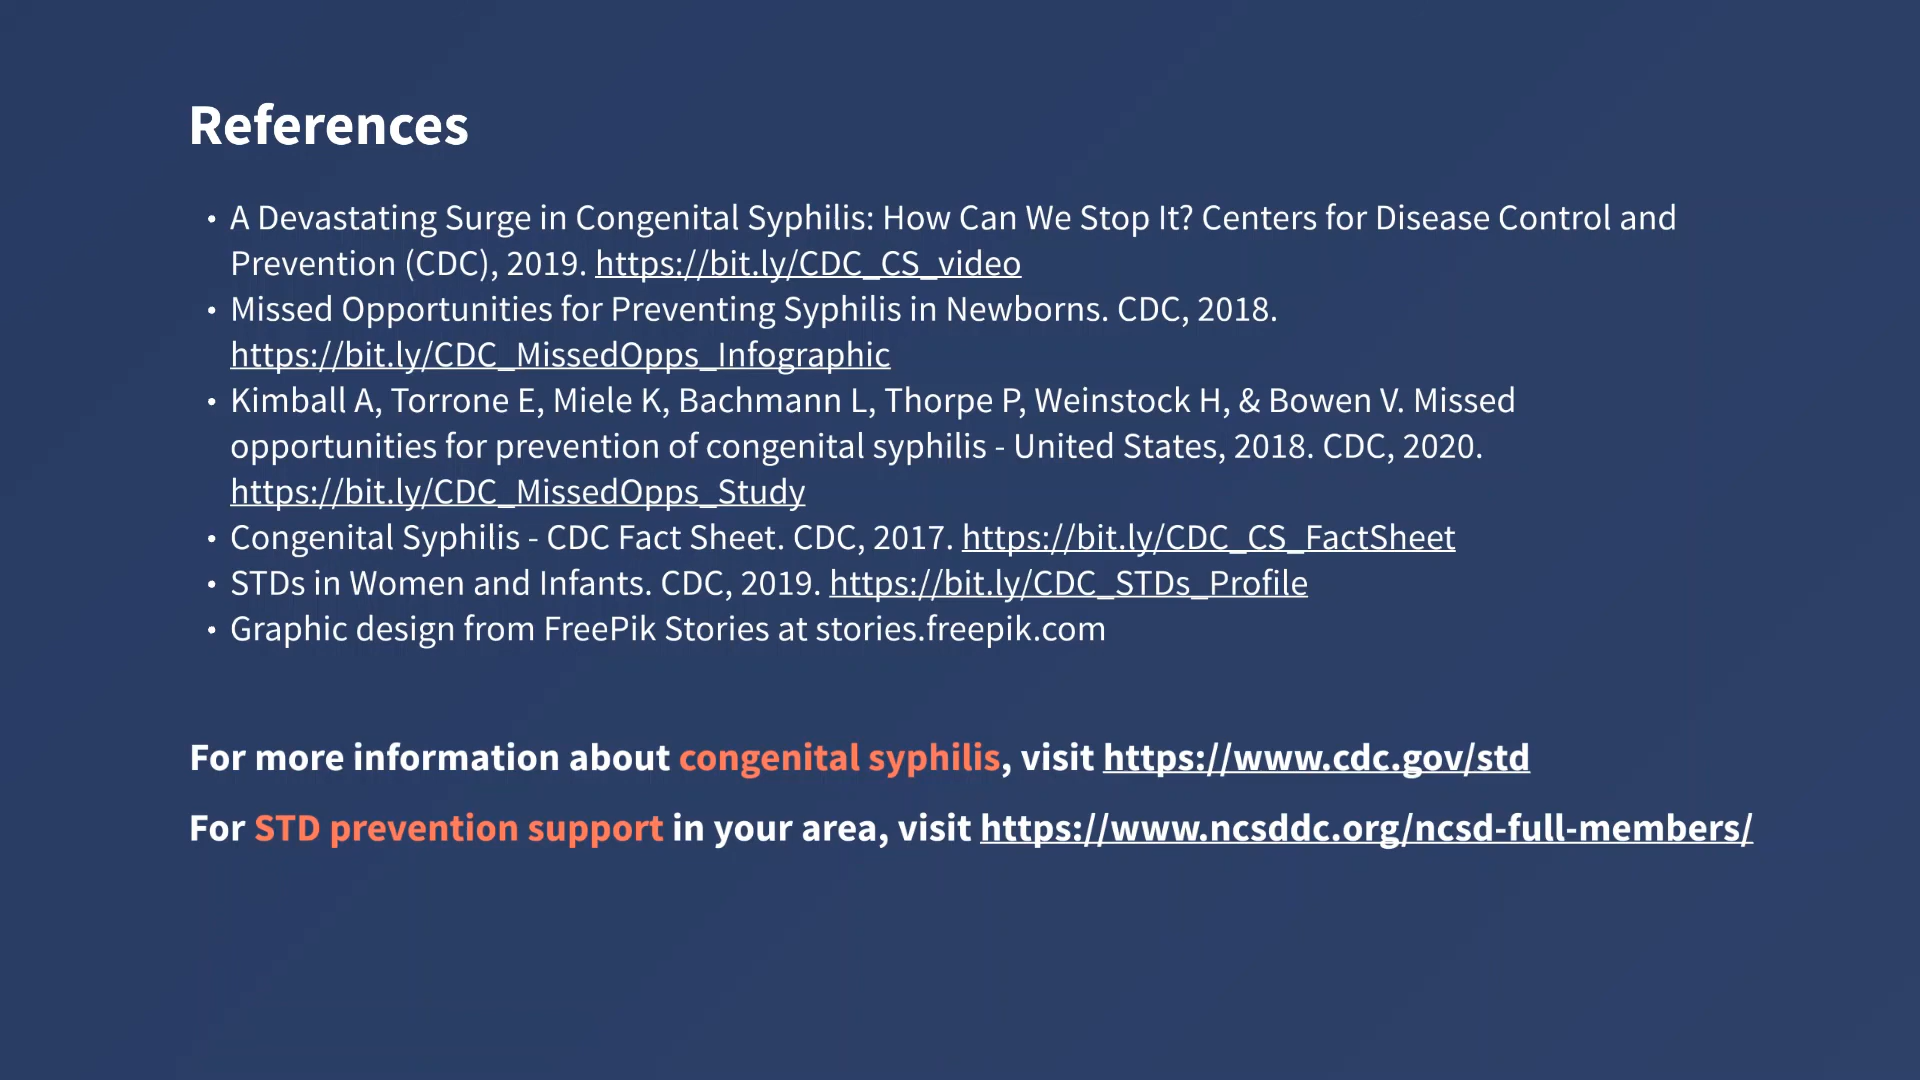 References
• A Devastating Surge in Congenital Syphilis: How Can We Stop It? Centers for Disease Control and
Prevention (CDC), 2019. https://bit.ly/CDC_CS_video
• Missed Opportunities for Preventing Syphilis in Newborns. CDC, 2018.
https://bit.ly/CDC_MissedOpps_Infographic
• Kimball A, Torrone E, Miele K, Bachmann L, Thorpe P, Weinstock H, & Bowen V. Missed
opportunities for prevention of congenital syphilis - United States, 2018. CDC, 2020.
https://bit.ly/CDC_MissedOpps_Study
• Congenital Syphilis - CDC Fact Sheet. CDC, 2017. https://bit.ly/CDC_CS_FactSheet
• STDs in Women and Infants. CDC, 2019. https://bit.ly/CDC_STDs_Profile
• Graphic design from FreePik Stories at stories.freepik.com
For more information about congenital syphilis, visit https://www.cdc.gov/std
For STD prevention support in your area, visit https://www.ncsddc.org/ncsd-full-members/